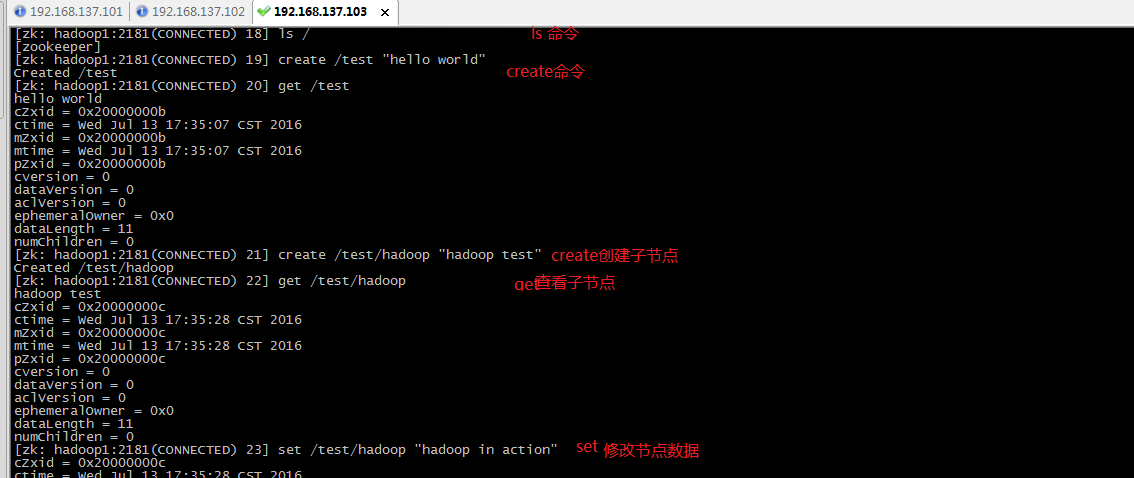 192.168.137.101 192.168.137.102 192.168.137.103
[zk: hadoop1:2181(CONNECTED) 18] ls / ls 命令
[zookeeper]
[zk: hadoop1:2181(CONNECTED) 19] create /test "hello world"
Created /test create命令
[zk: hadoop1:2181(CONNECTED) 20] get /test
hello world
cZxid = 0x20000000b
ctime = Wed Jul 13 17:35:07 CST 2016
mZxid = 0x20000000b
mtime = Wed Jul 13 17:35:07 CST 2016
pZxid = 0x20000000b
cversion = 0
dataVersion = 0
aclVersion = 0
ephemeralOwner = 0x0
dataLength = 11
numChildren = 0
[zk: hadoop1:2181(CONNECTED) 21] create /test/hadoop "hadoop test" create创建子节点
Created /test/hadoop
[zk: hadoop1:2181(CONNECTED) 22] get /test/hadoop get查看子节点
hadoop test
cZxid = 0x20000000c
ctime = Wed Jul 13 17:35:28 CST 2016
mZxid = 0x20000000c
mtime = Wed Jul 13 17:35:28 CST 2016
pZxid = 0x20000000c
cversion = 0
dataVersion = 0
aclVersion = 0
ephemeralOwner = 0x0
dataLength = 11
numChildren = 0
[zk: hadoop1:2181(CONNECTED) 23] set /test/hadoop "hadoop in action" set 修改节点数据
cZxid = 0x20000000c
ctime = Wed Jul 13 17:35:28 CST 2016